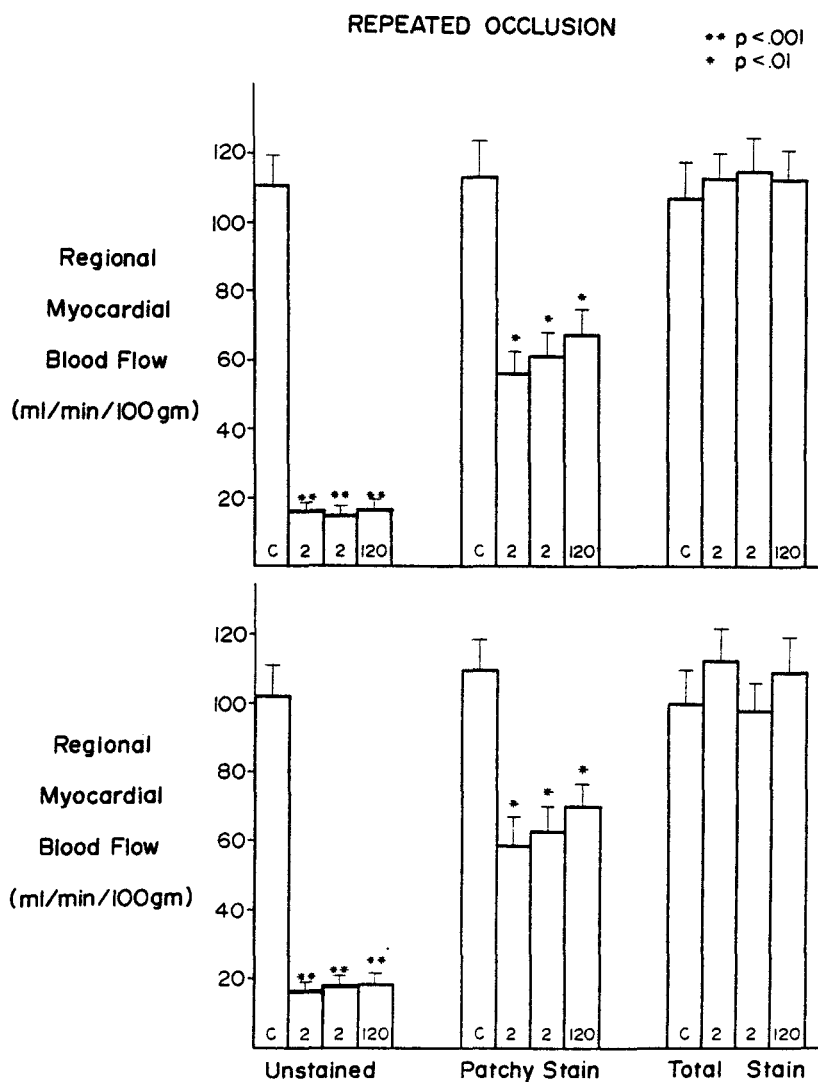 REPEATED OCCLUSION
** p<.001
* p<.01
120
100
80
60
40
20
Regional
Myocardial
Blood Flow
(ml/min/100gm)
** ** **
* * *
C 2 2 120
C 2 2 120
C 2 2 120
120
100
80
60
40
20
Regional
Myocardial
Blood Flow
(ml/min/100gm)
** ** **
* * *
C 2 2 120
C 2 2 120
C 2 2 120
Unstained
Patchy Stain
Total Stain